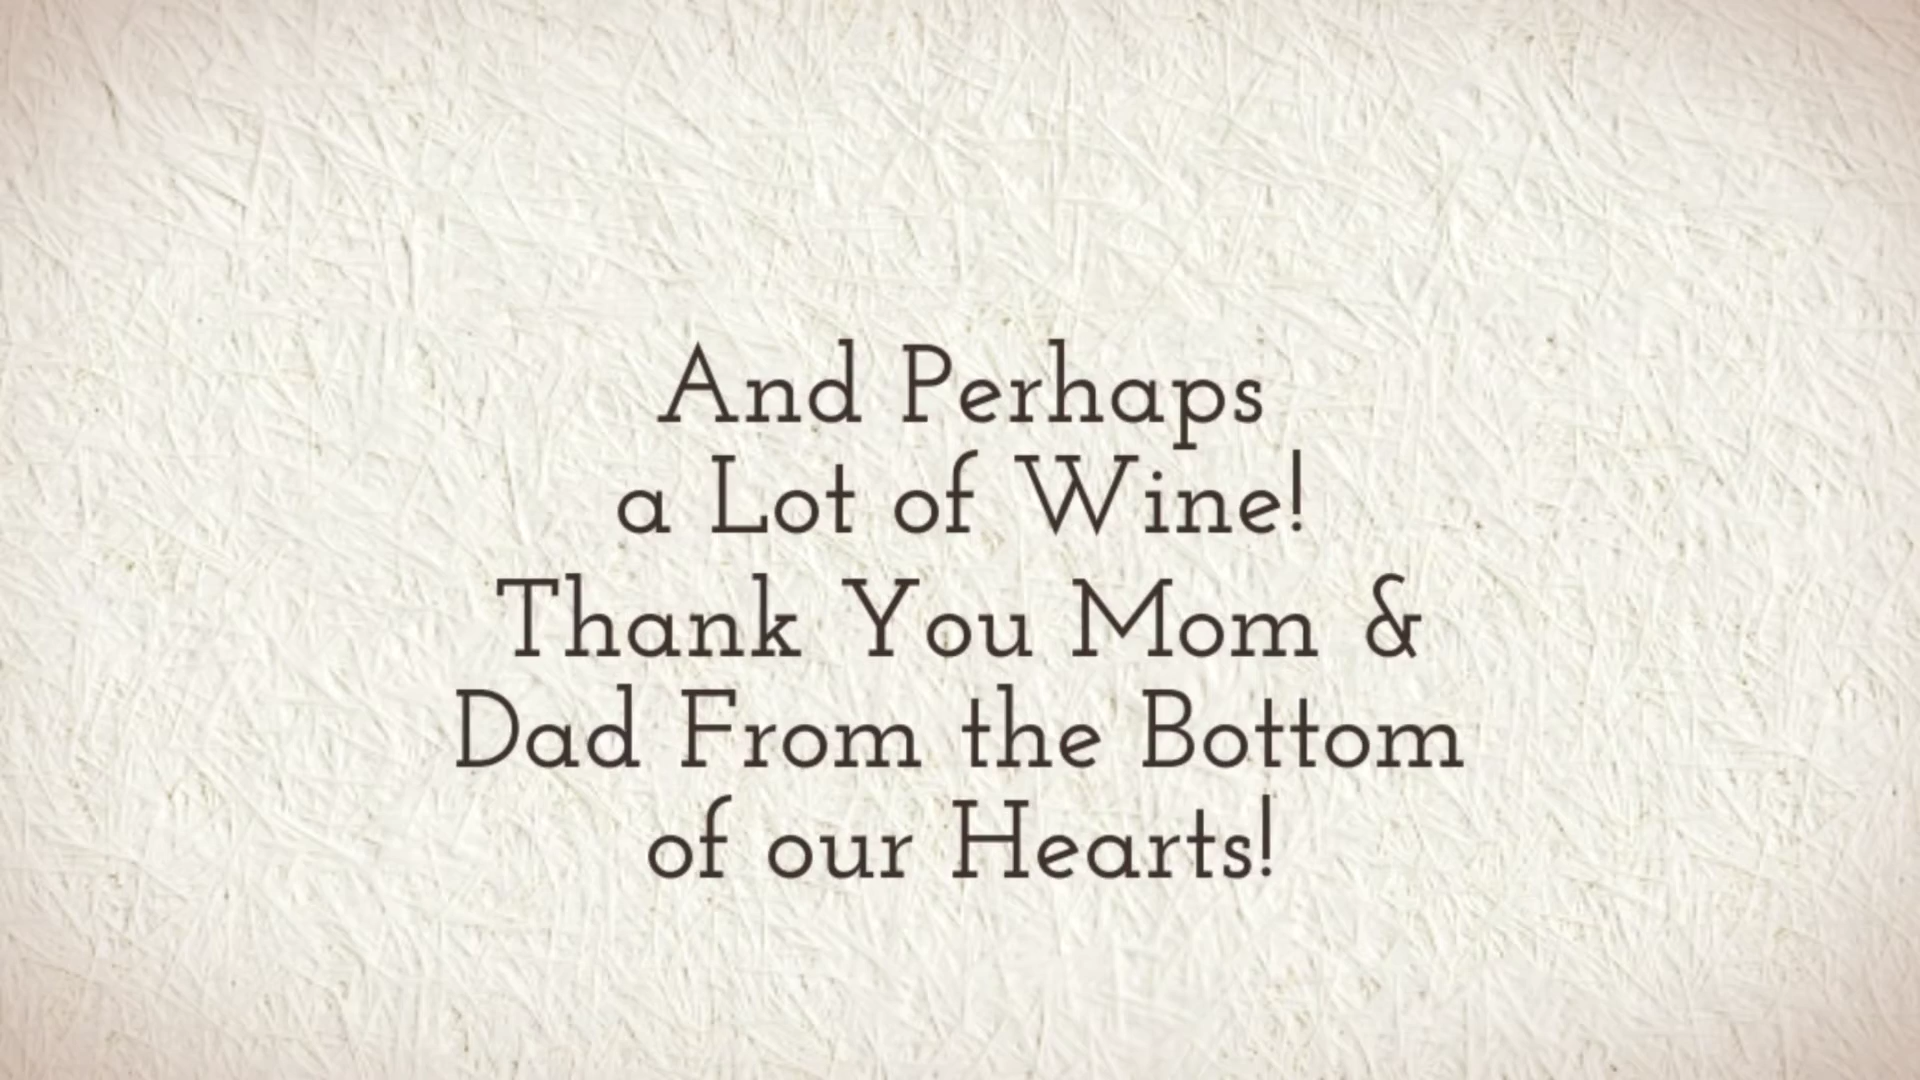 And Perhaps
a Lot of Wine!
Thank You Mom &
Dad From the Bottom
of our Hearts!